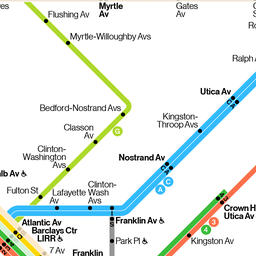 Myrtle
Av
Gates
Av
Flushing Av
Myrtle-Willoughby Avs
Ralph
Utica Av
Bedford-Nostrand Avs
Kingston-
Throop Avs
Classon
Av
G
Clinton-
Washington
Avs
Nostrand Av
A
C
Fulton St
Lafayette
Av
Clinton-
Wash
Avs
Franklin Av
Atlantic Av
Barclays Ctr
LIRR
7 Av
Park Pl
Franklin
Crown H
Utica Av
3
4
Kingston Av